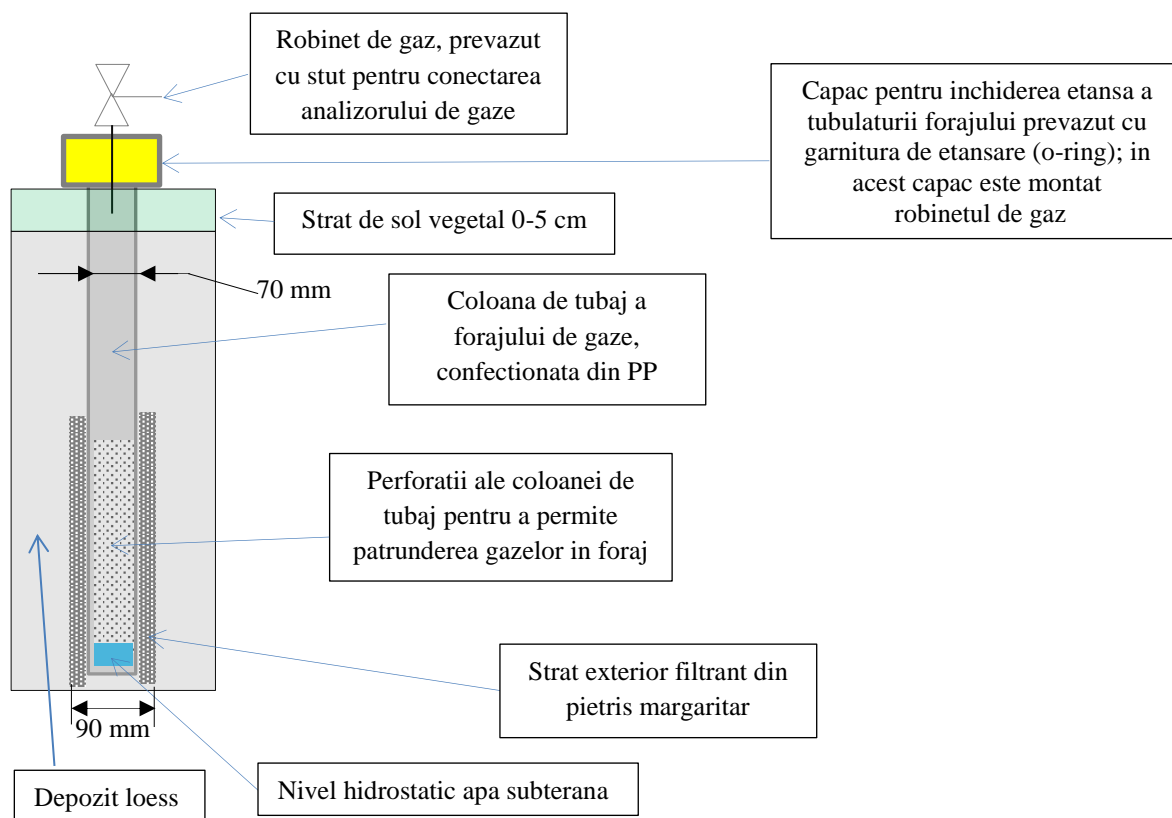 Robinet de gaz, prevazut
cu stut pentru conectarea
analizorului de gaze
Capac pentru inchiderea etansa a
tubulaturii forajului prevazut cu
garnitura de etansare (o-ring); in
acest capac este montat
robinetul de gaz
Strat de sol vegetal 0-5 cm
70 mm
Coloana de tubaj a
forajului de gaze,
confectionata din PP
Perforatii ale coloanei de
tubaj pentru a permite
patrunderea gazelor in foraj
Strat exterior filtrant din
pietris margaritar
90 mm
Depozit loess
Nivel hidrostatic apa subterana